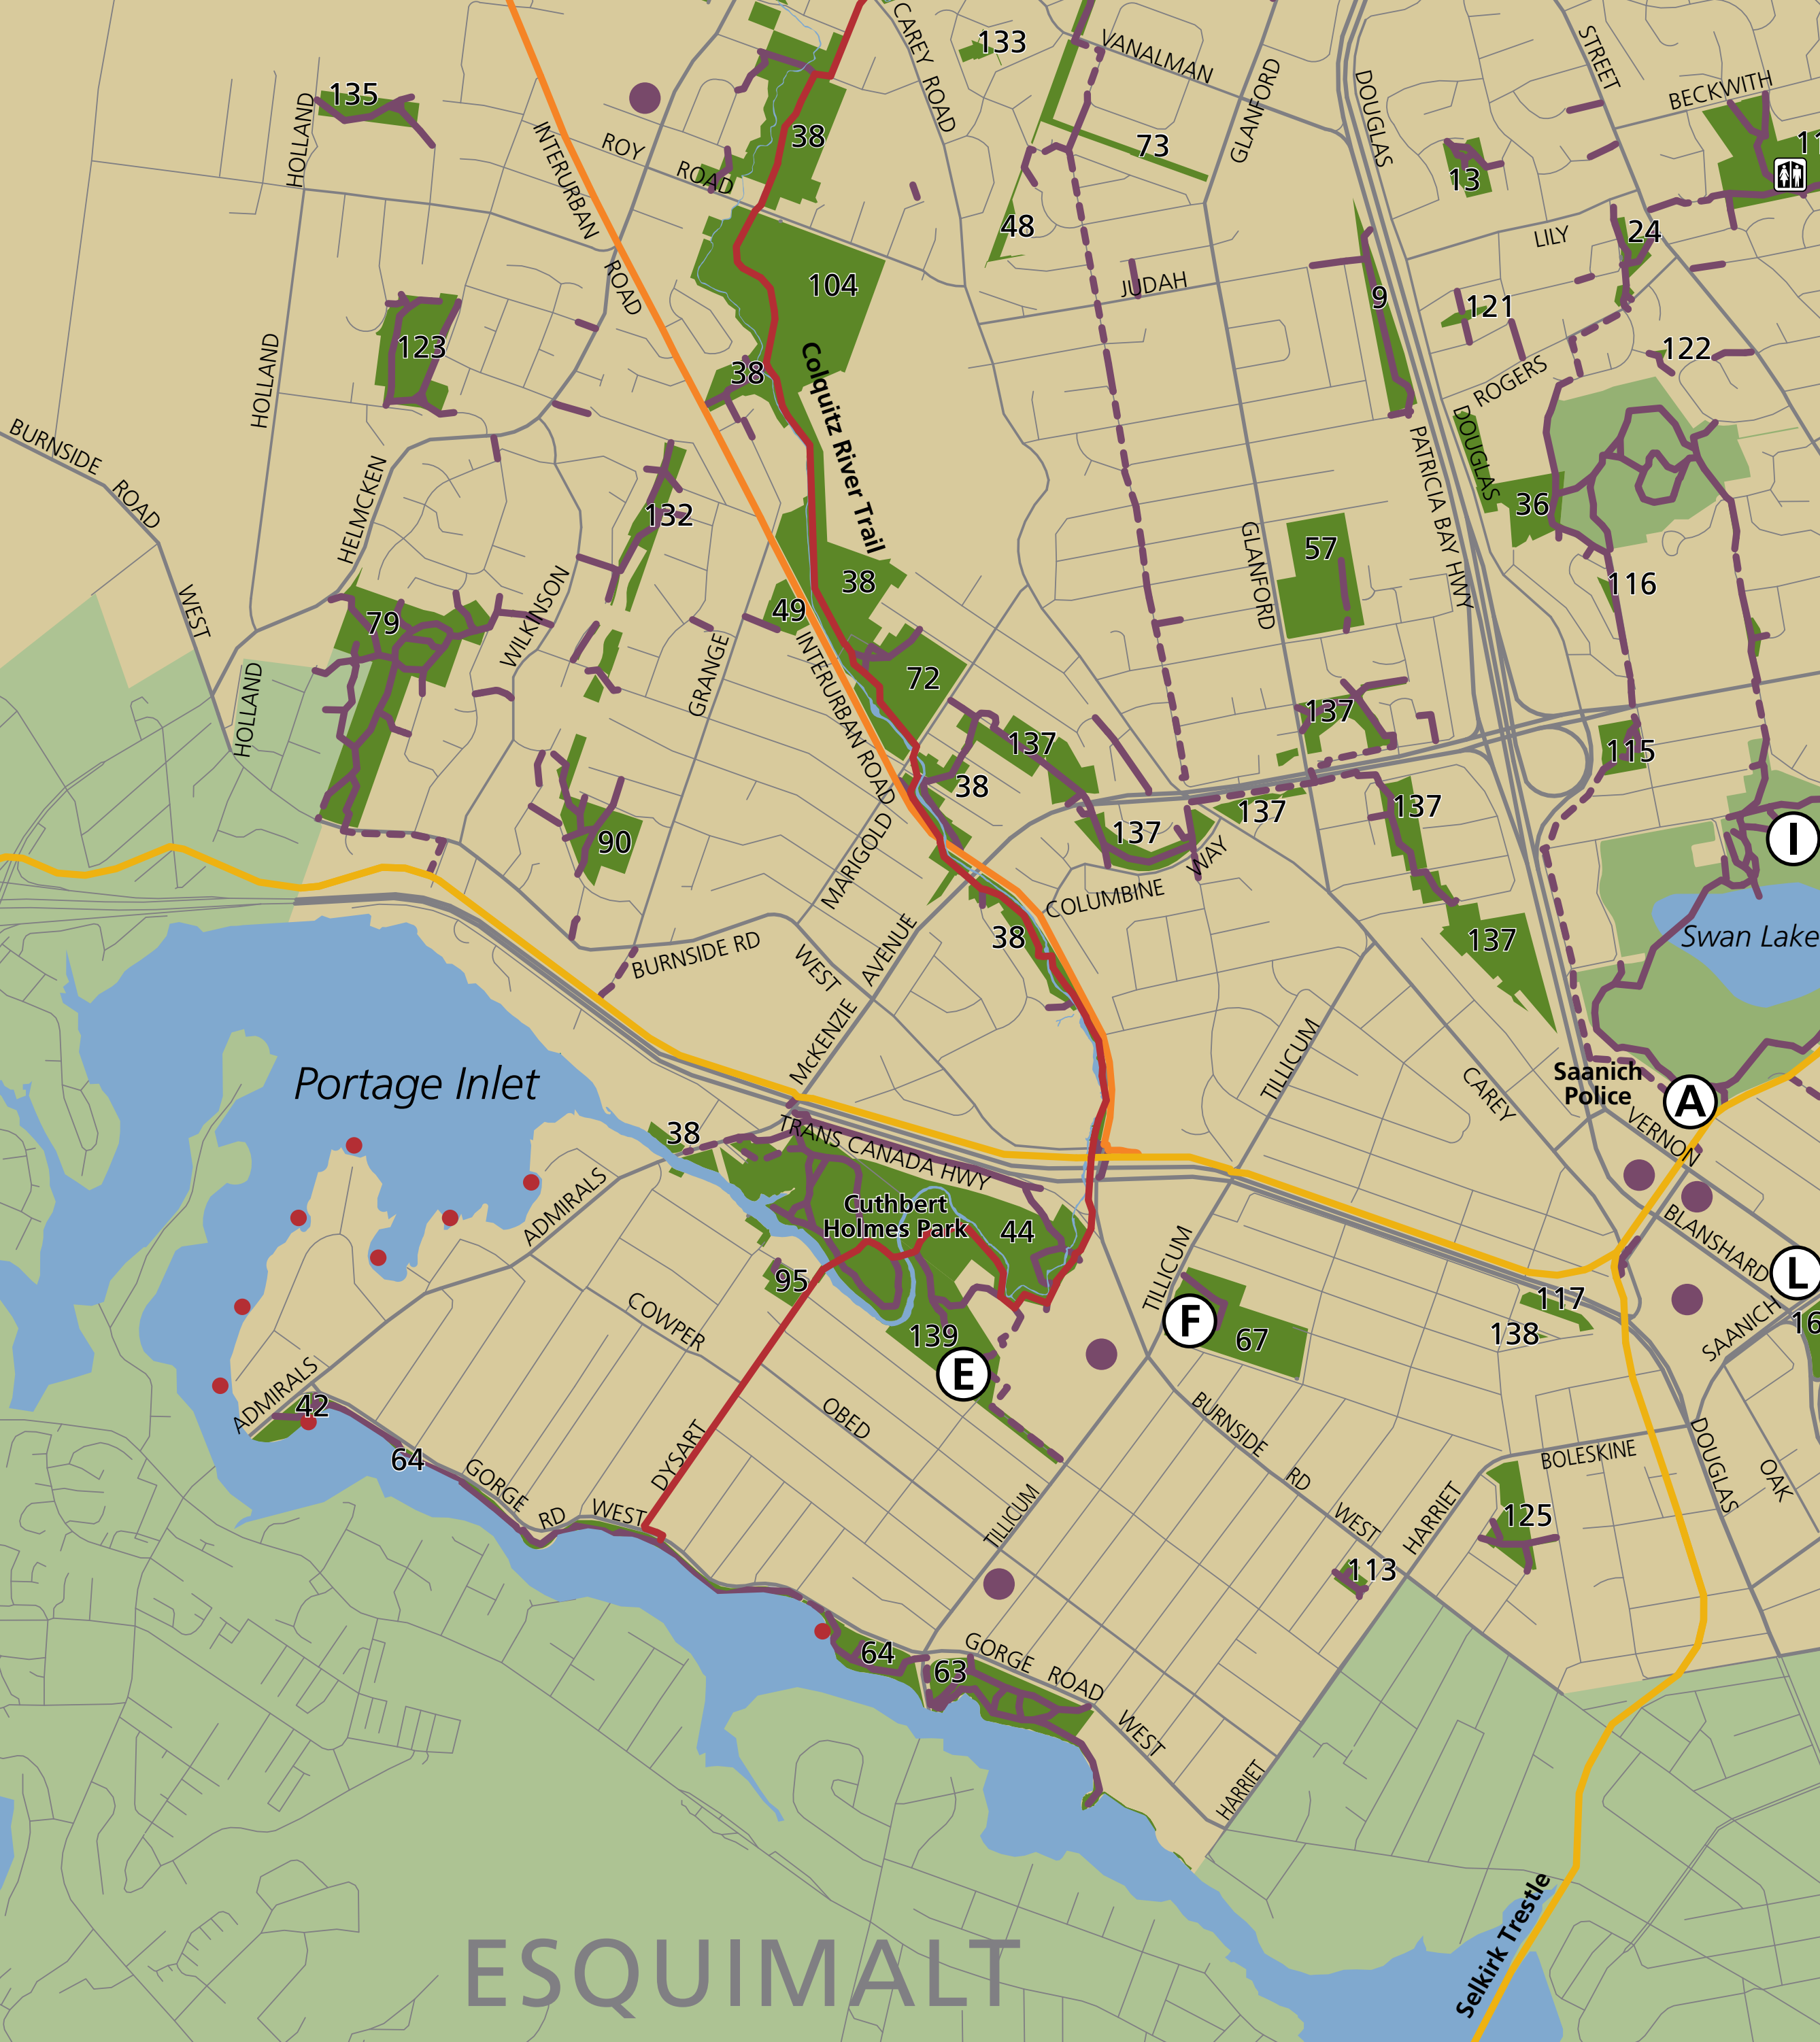 CAREY ROAD
133
VANALMAN
GLANFORD
DOUGLAS
STREET
BECKWITH
135
HOLLAND
INTERURBAN
ROAD
ROY
ROAD
38
73
13
11
48
24
LILY
104
JUDAH
9
121
122
ROGERS
123
HOLLAND
38
Colquitz River Trail
BURNSIDE
ROAD
WEST
HELMCKEN
132
GLANFORD
57
PATRICIA BAY HWY
DOUGLAS
36
116
79
WILKINSON
38
49
INTERURBAN ROAD
72
GRANGE
HOLLAND
137
137
115
38
137
137
137
WAY
I
90
MARIGOLD
COLUMBINE
38
137
Swan Lake
BURNSIDE RD
WEST
AVENUE
McKENZIE
TILLICUM
CAREY
Saanich
Police
A
VERNON
Portage Inlet
38
TRANS CANADA HWY
Cuthbert
Holmes Park
44
ADMIRALS
BLANSHARD
L
TILLICUM
95
COWPER
139
E
F
67
117
138
SAANICH
16
ADMIRALS
42
64
OBED
BURNSIDE
RD
WEST
DYSART
GORGE
RD
WEST
TILLICUM
HARRIET
BOLESKINE
DOUGLAS
OAK
125
113
64
63
GORGE
ROAD
WEST
HARRIET
Selkirk Trestle
ESQUIMALT